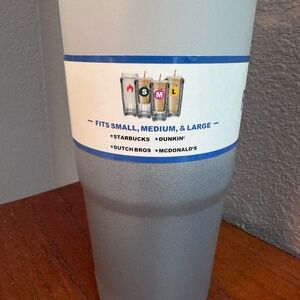 S M L
– FITS SMALL, MEDIUM, & LARGE –
•STARBUCKS •DUNKIN'
•DUTCH BROS •MCDONALD'S